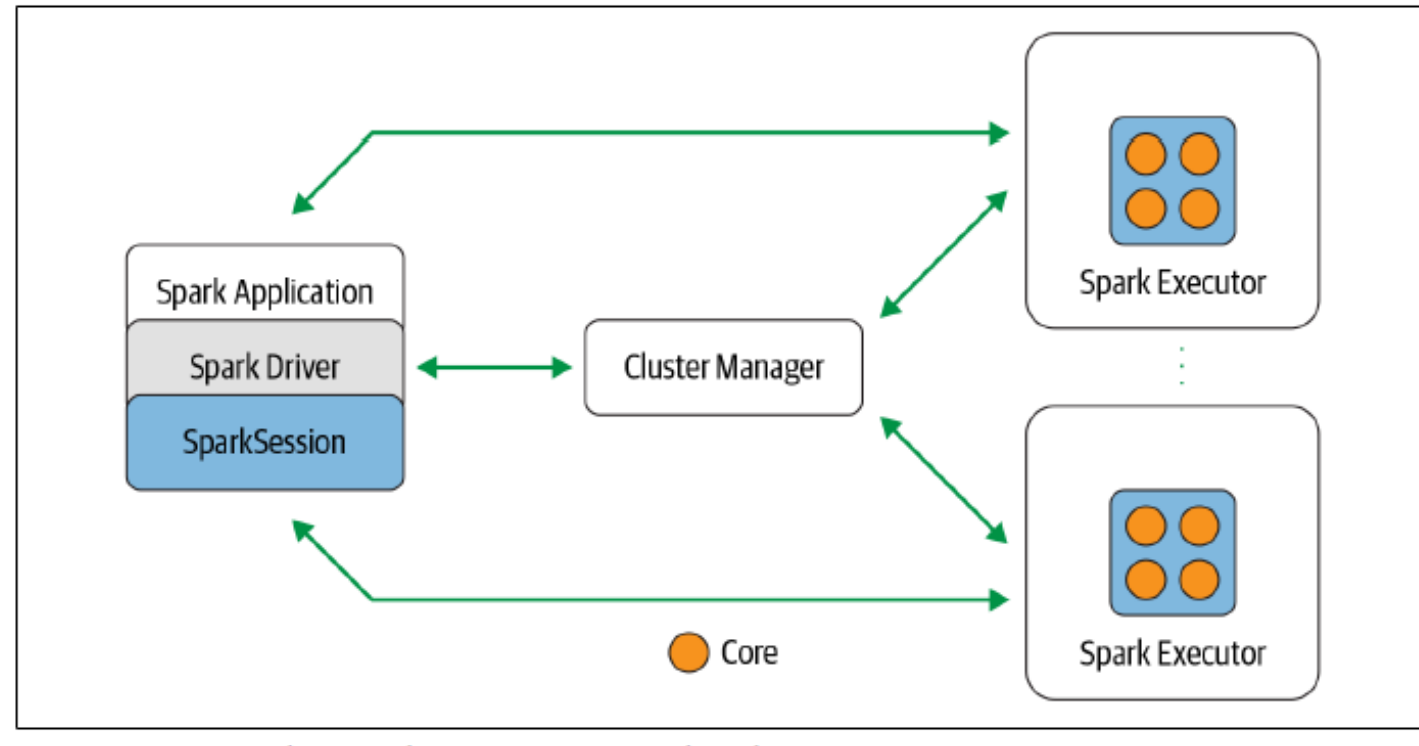 Spark Application
Spark Driver
SparkSession
Cluster Manager
Spark Executor
Spark Executor
Core